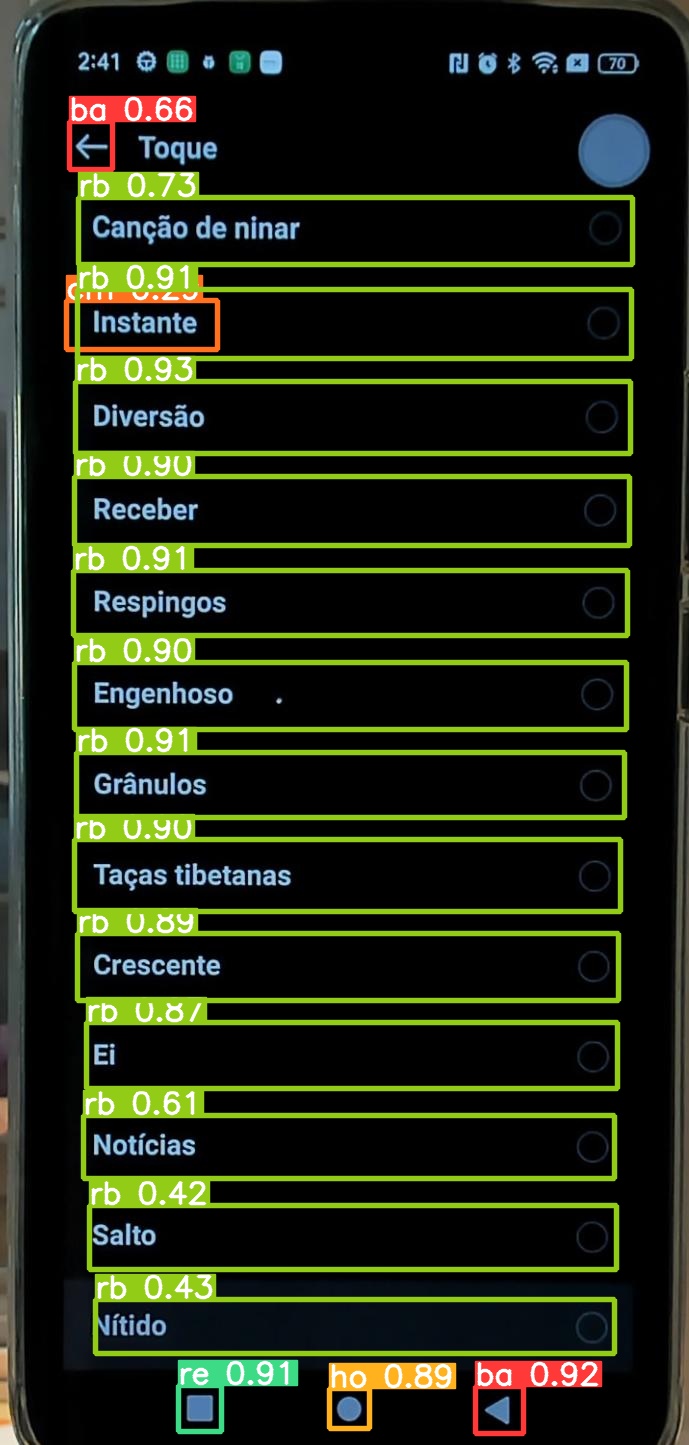 2:41 70
ba 0.66
Toque
rb 0.73
Canção de ninar
rb 0.91
Instante
rb 0.93
Diversão
rb 0.90
Receber
rb 0.91
Respingos
rb 0.90
Engenhoso
rb 0.91
Grânulos
rb 0.90
Taças tibetanas
rb 0.89
Crescente
rb 0.87
Ei
rb 0.61
Notícias
rb 0.42
Salto
rb 0.43
Nítido
re 0.91 ho 0.89 ba 0.92